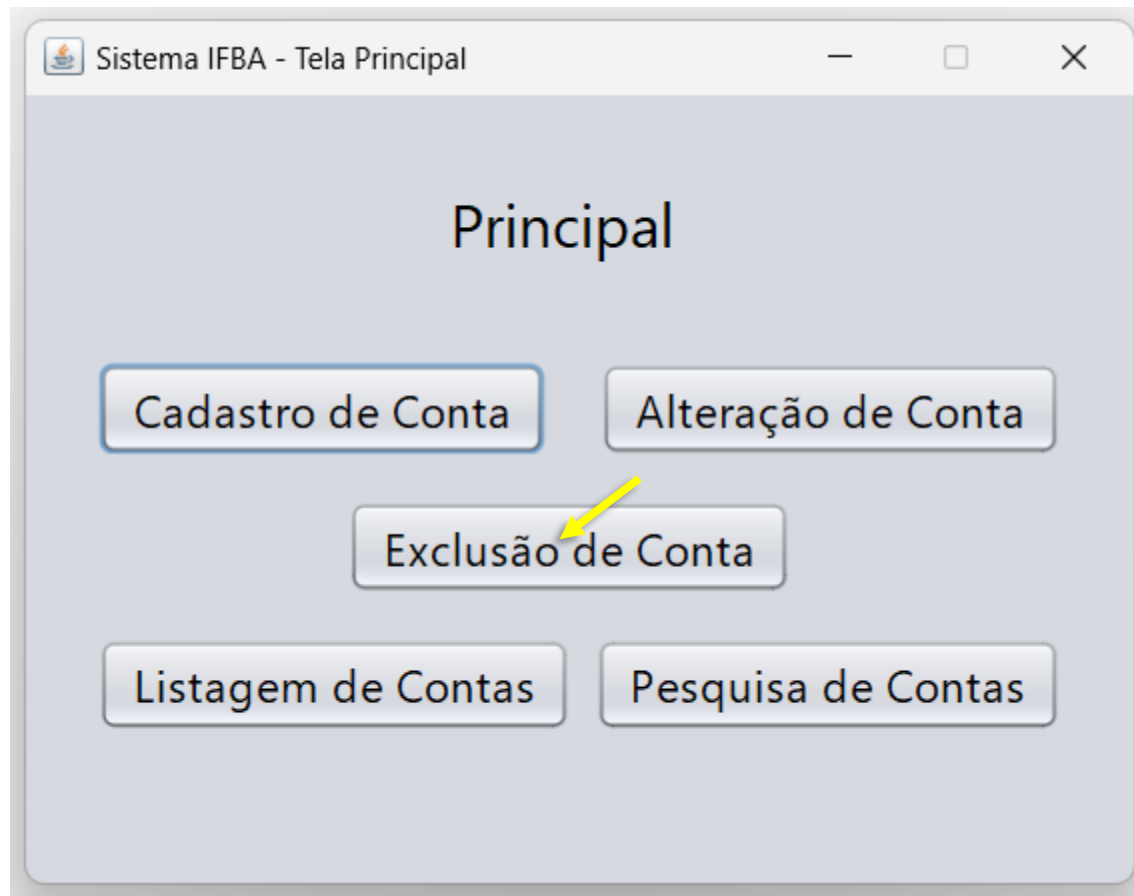 Sistema IFBA - Tela Principal
Principal
Cadastro de Conta
Alteração de Conta
Exclusão de Conta
Listagem de Contas
Pesquisa de Contas